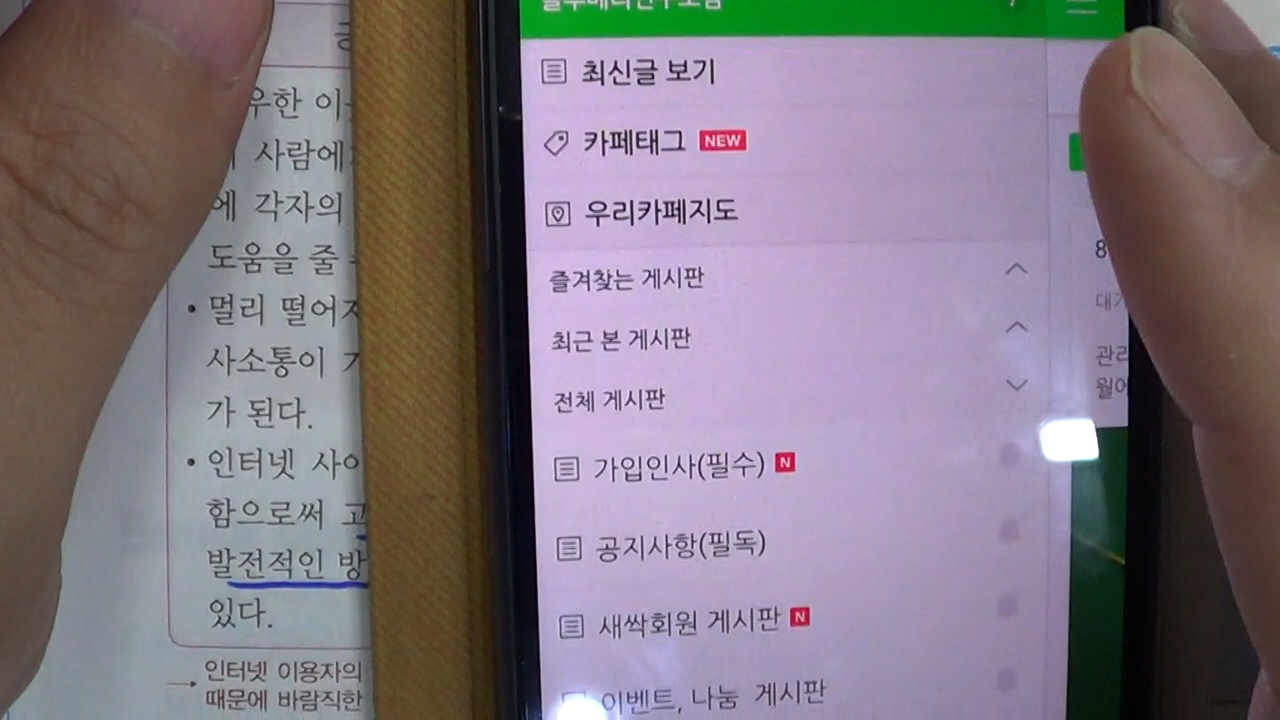 우한
사람에
에 각자의
도움을 줄
• 멀리 떨어
사소통이
가 된다.
• 인터넷
함으로써
발전적인 방
있다.
인터넷 이용자의
때문에 바람직한
최신글 보기
카페태그 NEW
우리카페지도
즐겨찾는 게시판
최근 본 게시판
전체 게시판
가입인사(필수) N
공지사항(필독)
새싹회원 게시판 N
이벤트, 나눔 게시판
8
관리